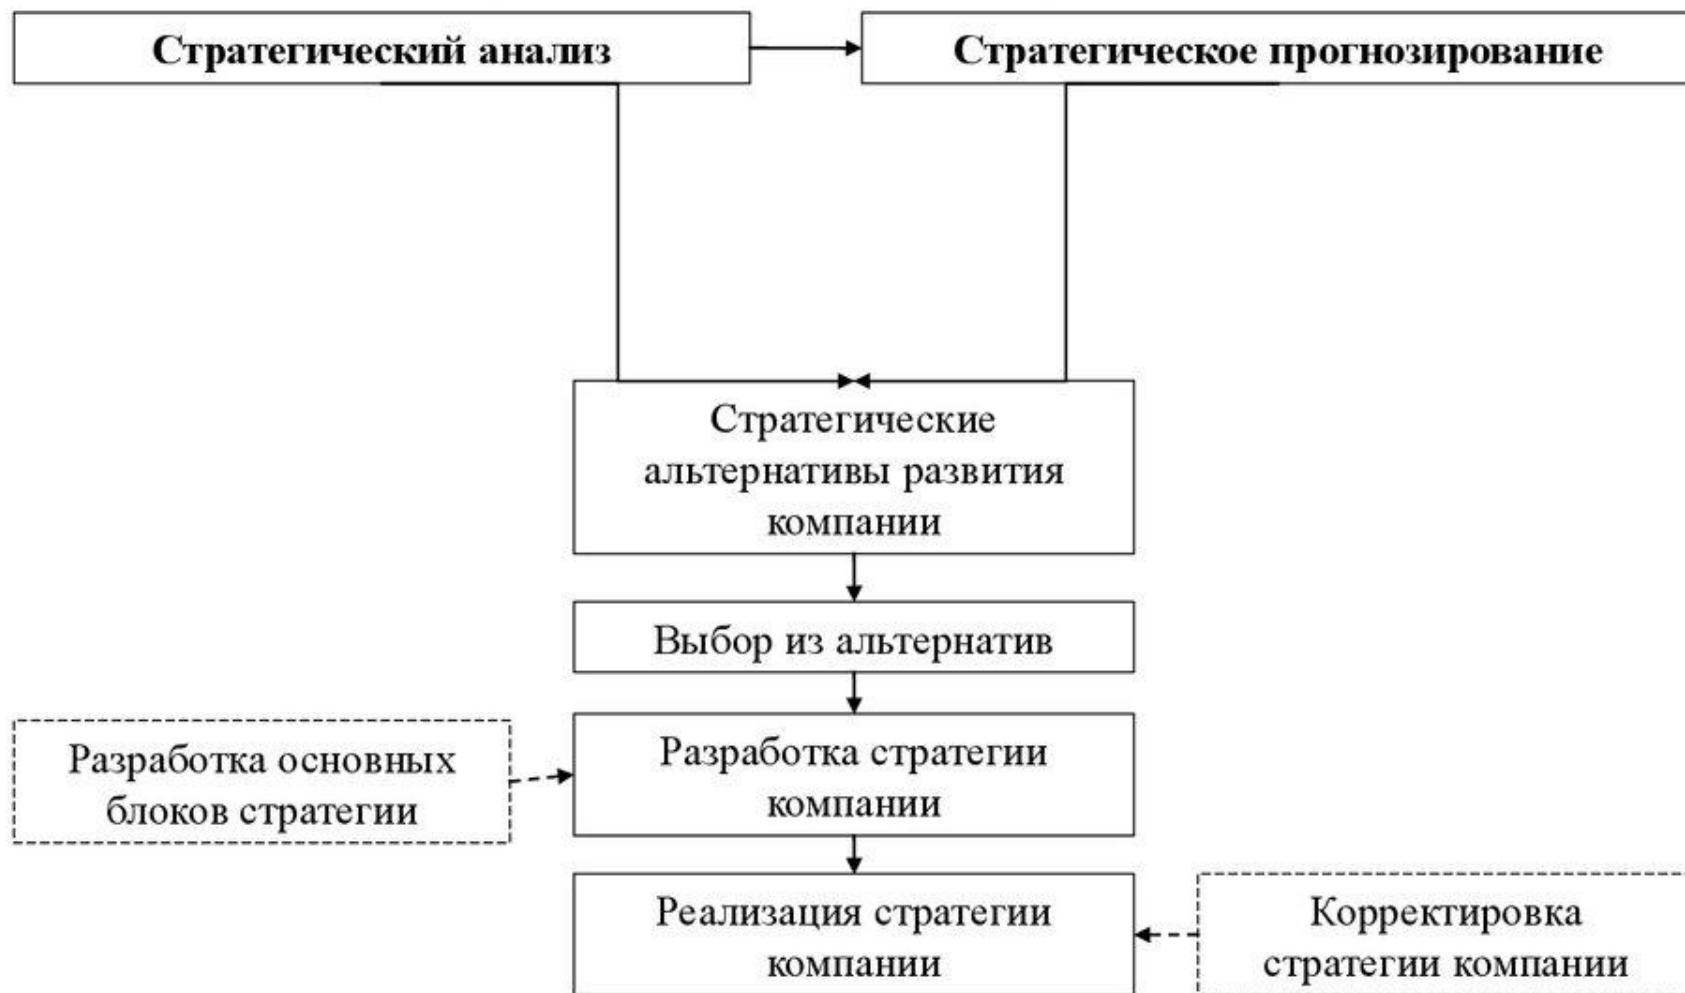 Стратегический анализ
Стратегическое прогнозирование
Стратегические
альтернативы развития
компании
Выбор из альтернатив
Разработка основных
блоков стратегии
Разработка стратегии
компании
Реализация стратегии
компании
Корректировка
стратегии компании